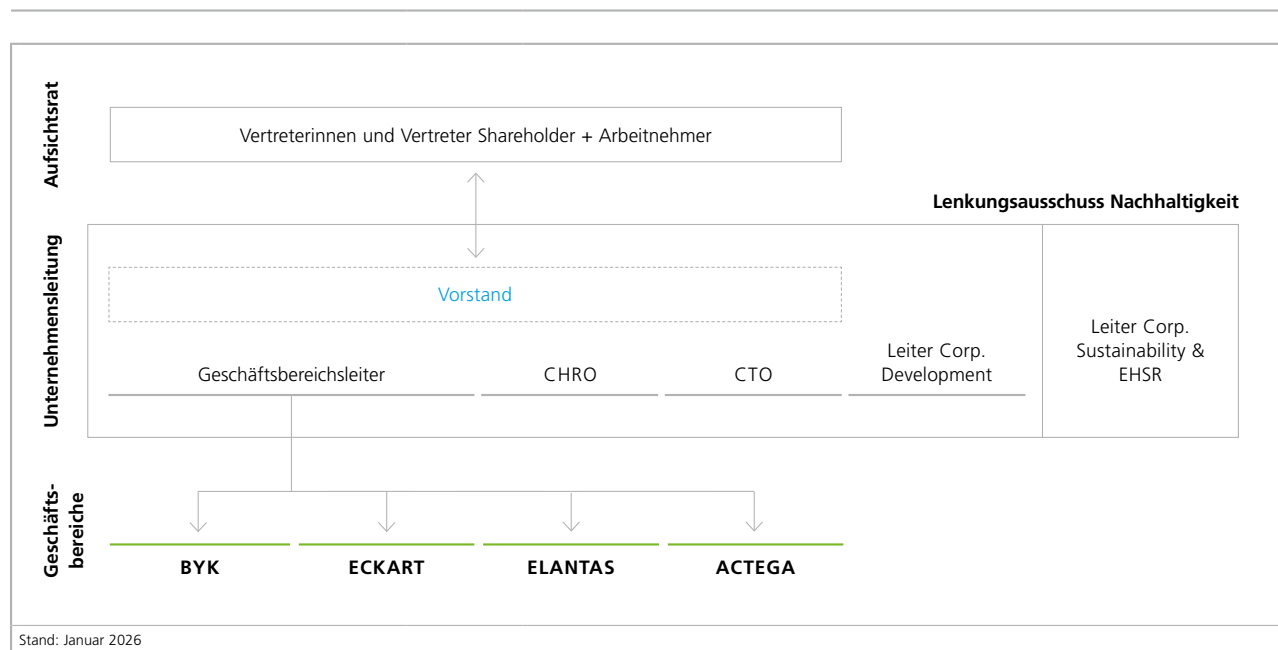 Aufsichtsrat
Vertreterinnen und Vertreter Shareholder + Arbeitnehmer
Lenkungsausschuss Nachhaltigkeit
Unternehmensleitung
Vorstand
Geschäftsbereichsleiter
CHRO
CTO
Leiter Corp.
Development
Leiter Corp.
Sustainability &
EHSR
Geschäfts-
bereiche
BYK
ECKART
ELANTAS
ACTEGA
Stand: Januar 2026